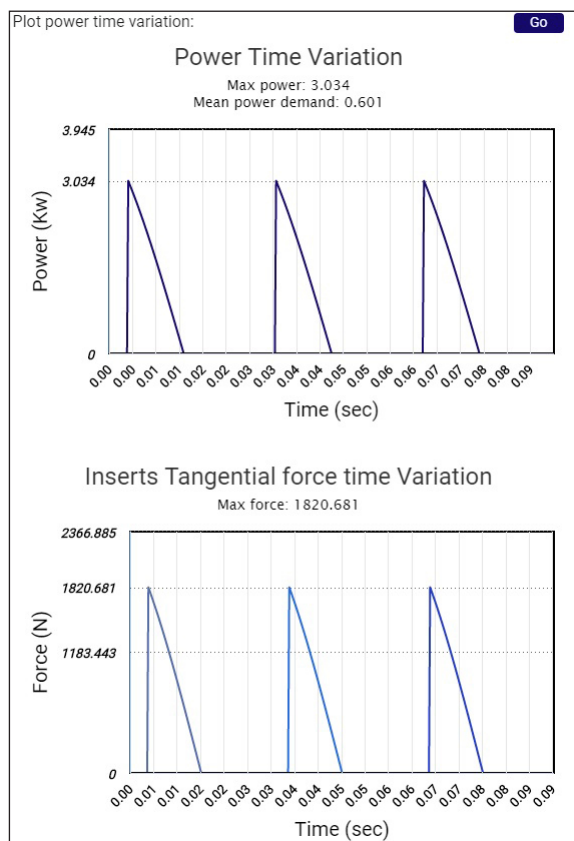 Plot power time variation:
Go
Power Time Variation
Max power: 3.034
Mean power demand: 0.601
3.945
3.034
0
Power (Kw)
0.00 0.00 0.01 0.01 0.02 0.02 0.03 0.03 0.04 0.04 0.05 0.05 0.06 0.06 0.07 0.07 0.08 0.08 0.09
Time (sec)
Inserts Tangential force time Variation
Max force: 1820.681
2366.885
1820.681
1183.443
0
Force (N)
0.00 0.01 0.01 0.02 0.02 0.03 0.03 0.04 0.04 0.05 0.05 0.06 0.06 0.07 0.07 0.08 0.08 0.09 0.09
Time (sec)